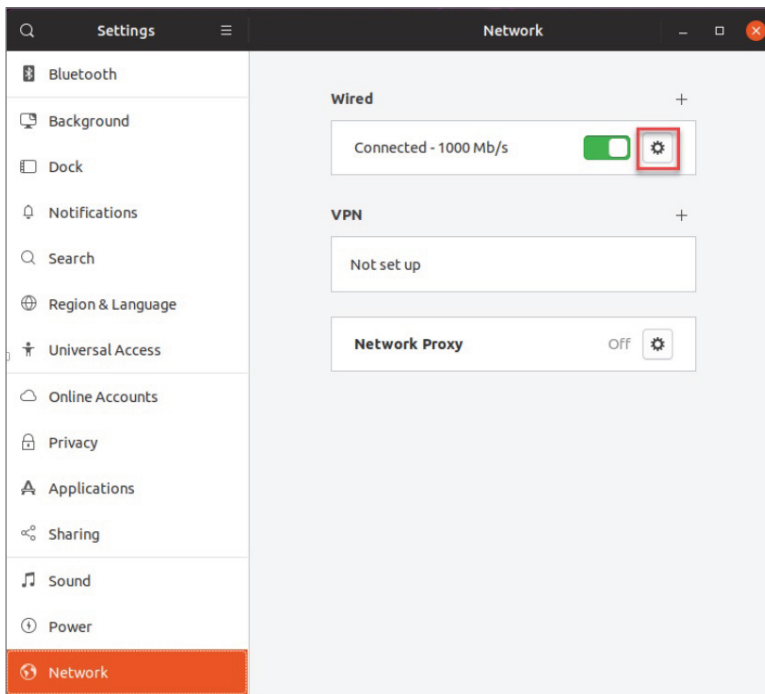 Settings
Network
Bluetooth
Background
Dock
Notifications
Search
Region & Language
Universal Access
Online Accounts
Privacy
Applications
Sharing
Sound
Power
Network
Wired
Connected - 1000 Mb/s
VPN
Not set up
Network Proxy Off